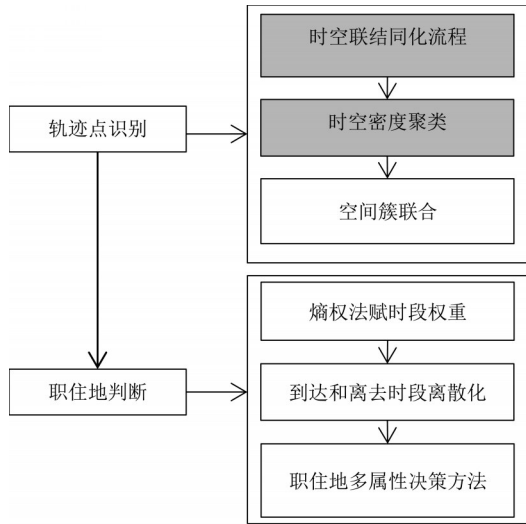 时空联结同化流程
轨迹点识别
时空密度聚类
空间簇联合
熵权法赋时段权重
职住地判断
到达和离去时段离散化
职住地多属性决策方法